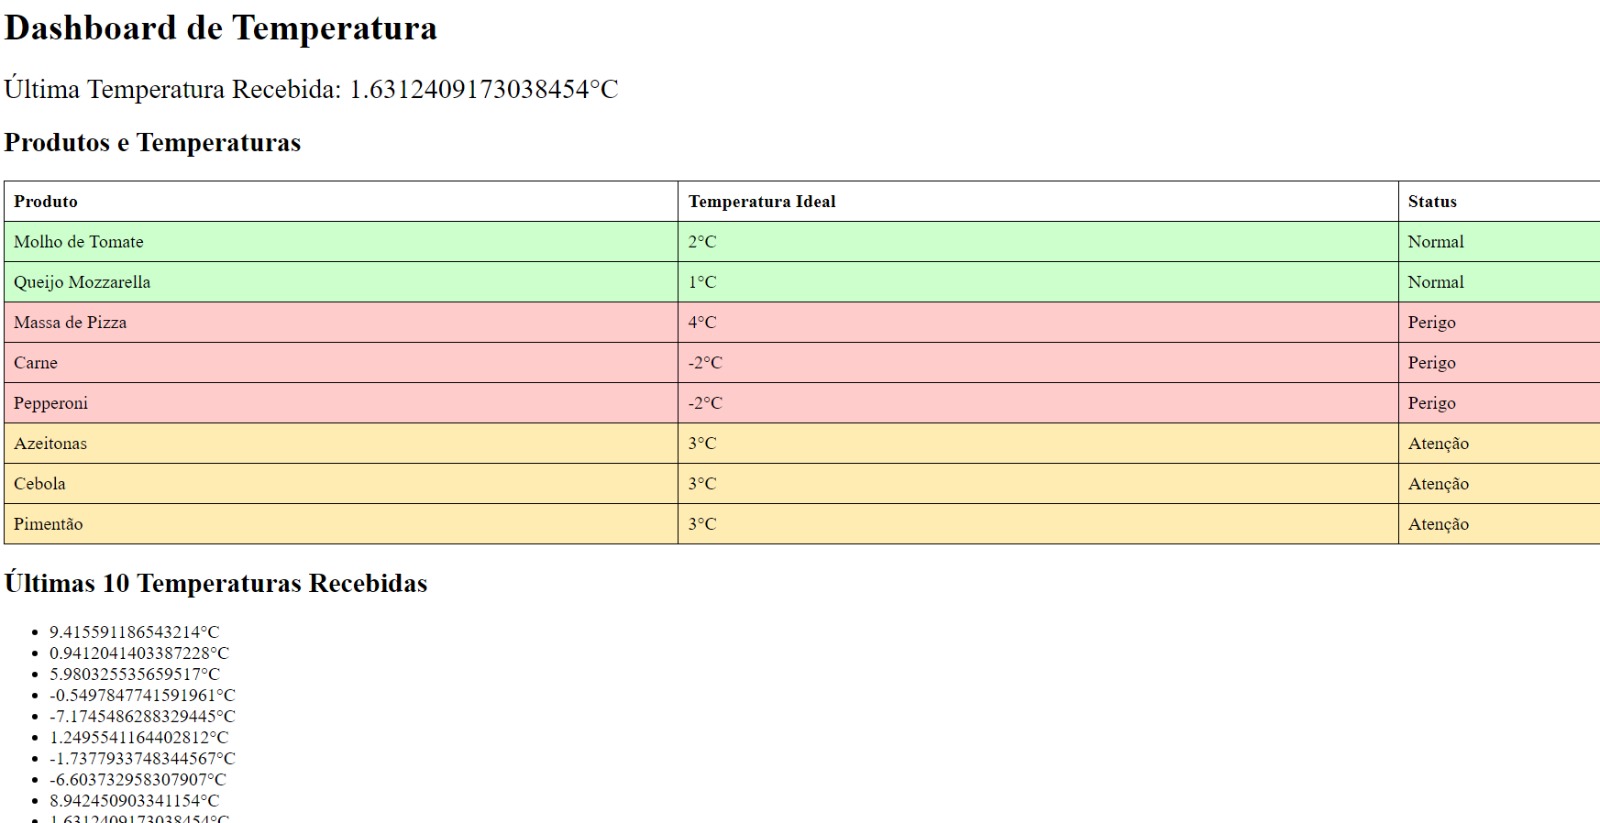 Dashboard de Temperatura
Última Temperatura Recebida: 1.6312409173038454°C
Produtos e Temperaturas
Produto Temperatura Ideal Status
Molho de Tomate 2°C Normal
Queijo Mozzarella 1°C Normal
Massa de Pizza 4°C Perigo
Carne -2°C Perigo
Pepperoni -2°C Perigo
Azeitonas 3°C Atenção
Cebola 3°C Atenção
Pimentão 3°C Atenção
Últimas 10 Temperaturas Recebidas
9.415591186543214°C
0.9412041403387228°C
5.980325535659517°C
-0.5497847741591961°C
-7.1745486288329445°C
1.2495541164402812°C
-1.7377933748344567°C
-6.603732958307907°C
8.942450903341154°C
1.6312409173038454°C